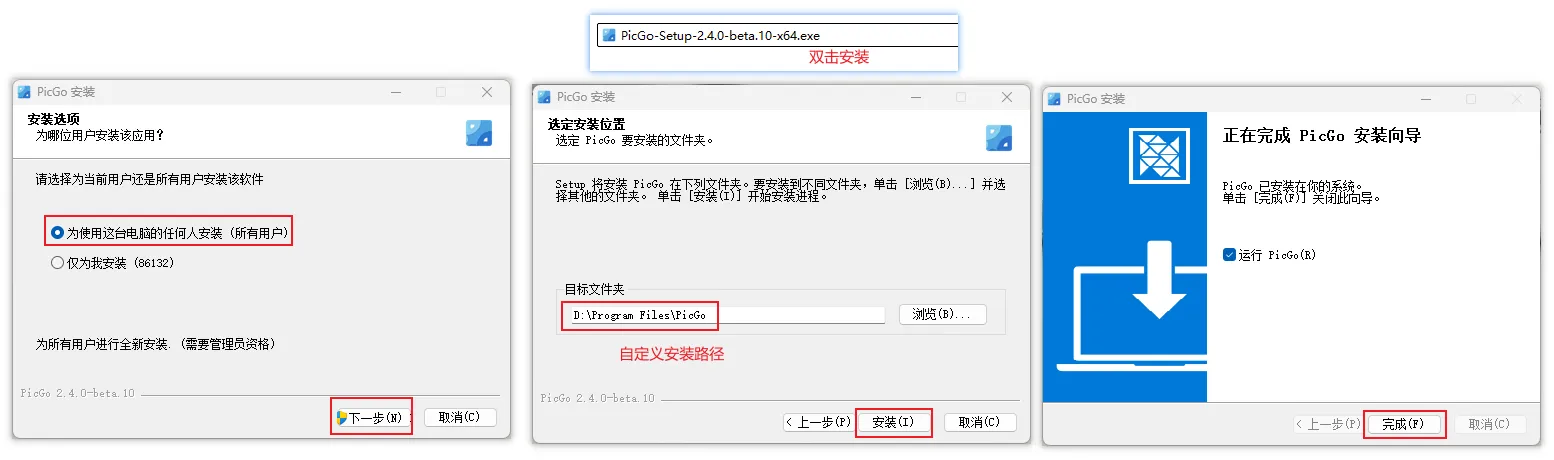 PicGo-Setup-2.4.0-beta.10-x64.exe
双击安装
PicGo 安装
安装选项
为哪位用户安装该应用？
请选择为当前用户还是所有用户安装该软件
为使用这台电脑的任何人安装 (所有用户)
仅为我安装 (86132)
为所有用户进行全新安装. (需要管理员资格)
PicGo 2.4.0-beta.10
下一步(N)
取消(C)
PicGo 安装
选定安装位置
选定 PicGo 要安装的文件夹。
Setup 将安装 PicGo 在下列文件夹。要安装到不同文件夹，单击 [浏览(B)...] 并选
择其他的文件夹。 单击 [安装(I)] 开始安装进程。
目标文件夹
D:\Program Files\PicGo
浏览(B)...
自定义安装路径
PicGo 2.4.0-beta.10
< 上一步(P)
安装(I)
取消(C)
PicGo 安装
正在完成 PicGo 安装向导
PicGo 已安装在你的系统。
单击 [完成(F)] 关闭此向导。
运行 PicGo(R)
< 上一步(P)
完成(F)
取消(C)